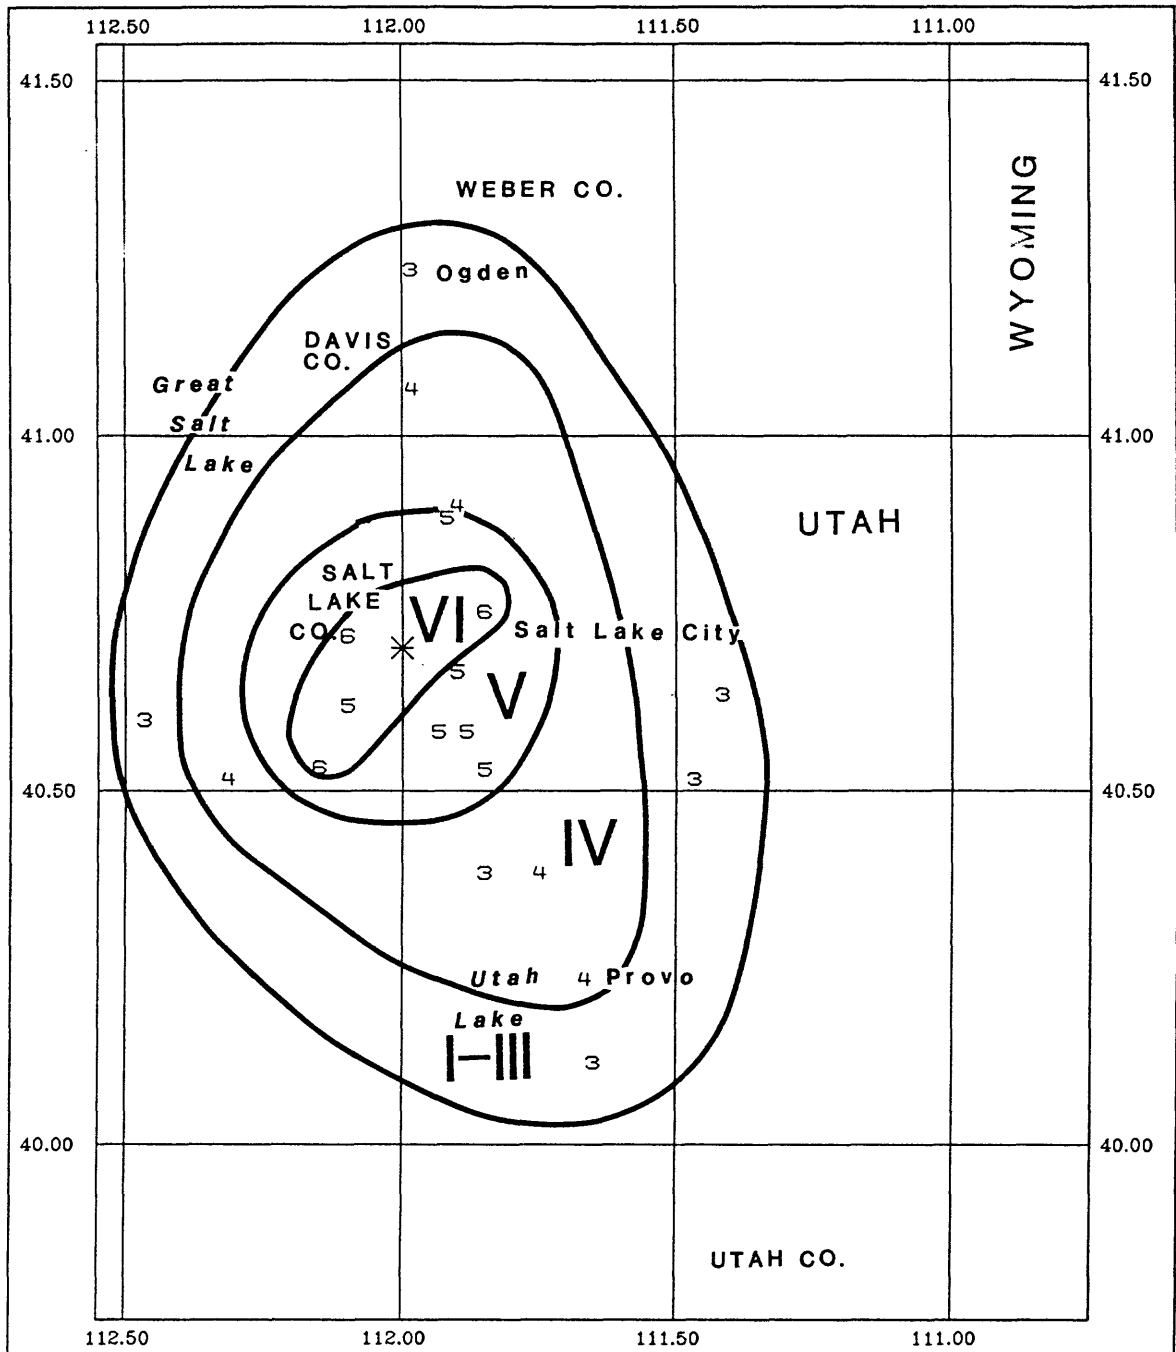 112.50 112.00 111.50 111.00
41.50 41.50
WYOMING
WEBER CO.
3 Ogden
DAVIS
CO.
Great
4
Salt
41.00 41.00
Lake
4
5
UTAH
SALT
LAKE
VI 6
CO. 6
Salt Lake City
5
V
3
5
3
5 5
6 5
4
3
40.50 40.50
IV
3 4
Utah 4 Provo
Lake
I-III
3
40.00 40.00
UTAH CO.
112.50 112.00 111.50 111.00